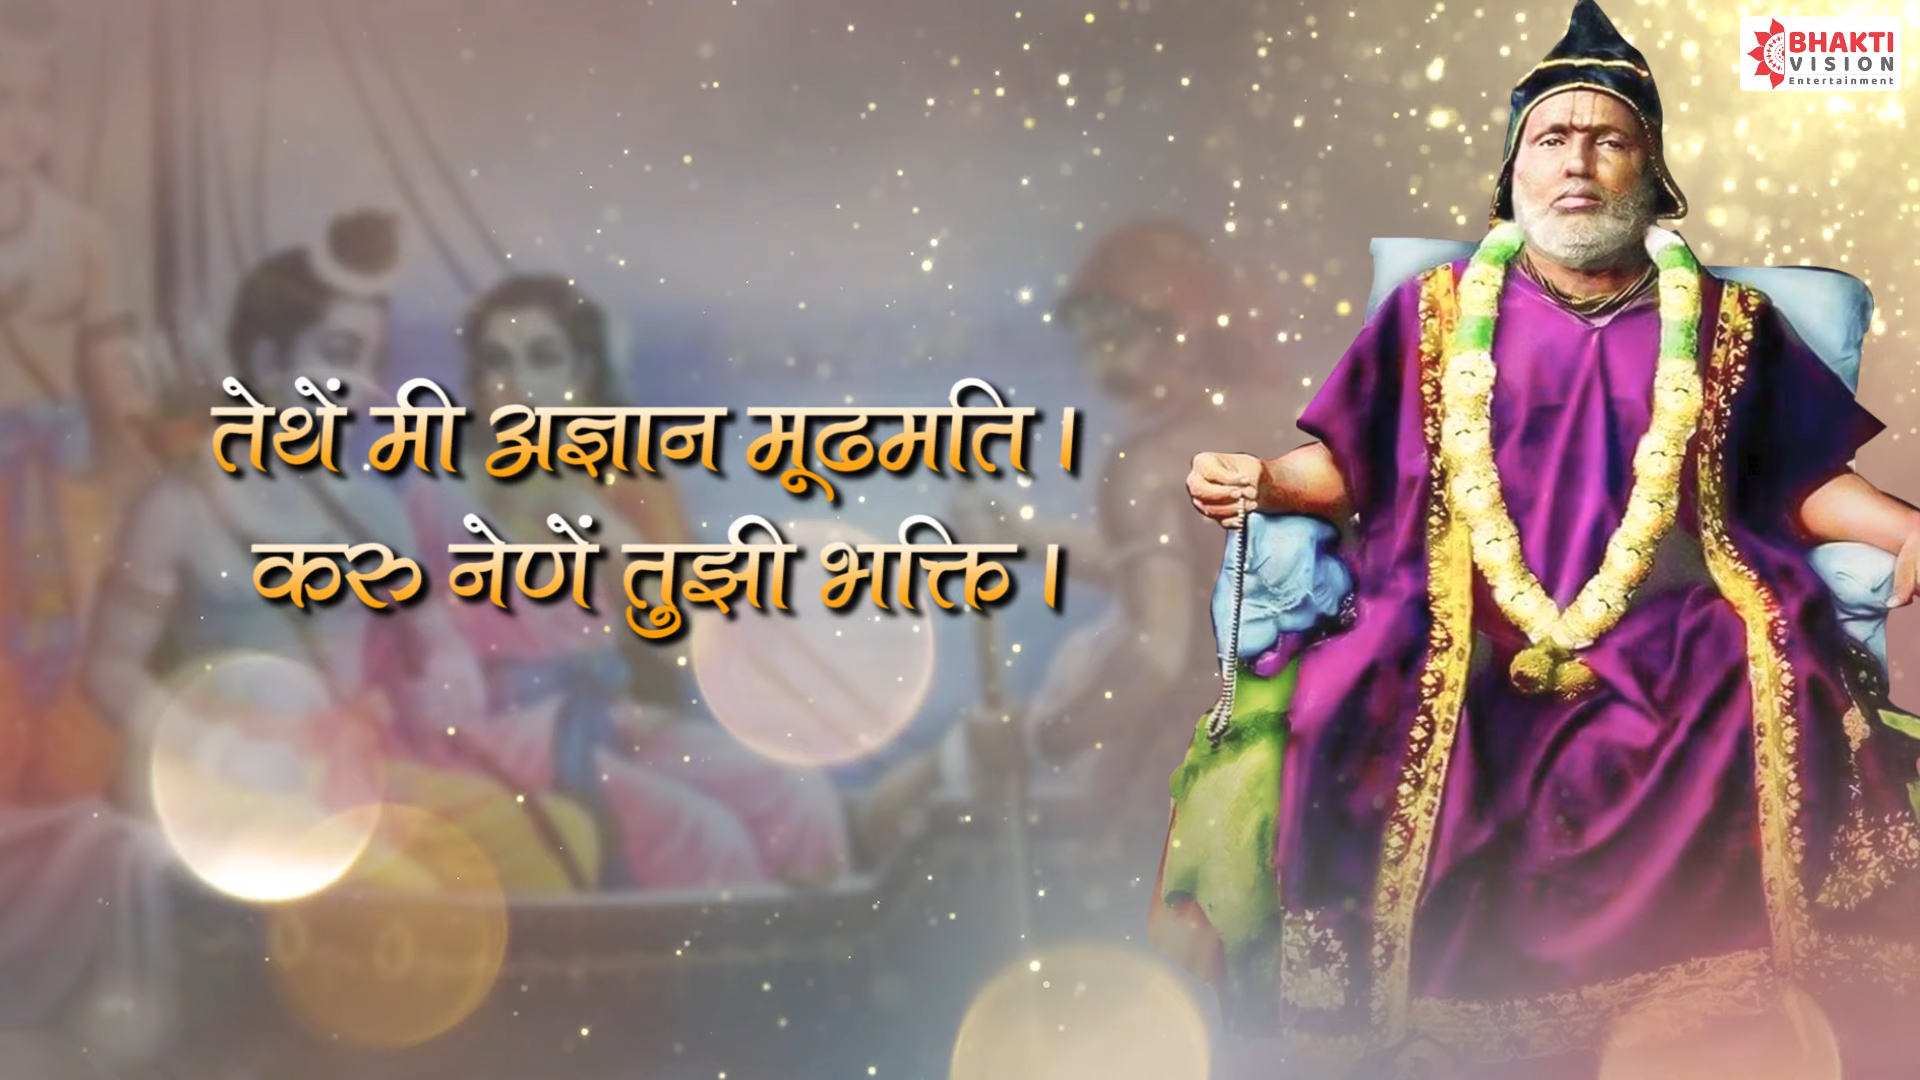 BHAKTI
VISION
Entertainment
तेथें मी अज्ञान मूढमति ।
करु नेणें तुझी भक्ति ।